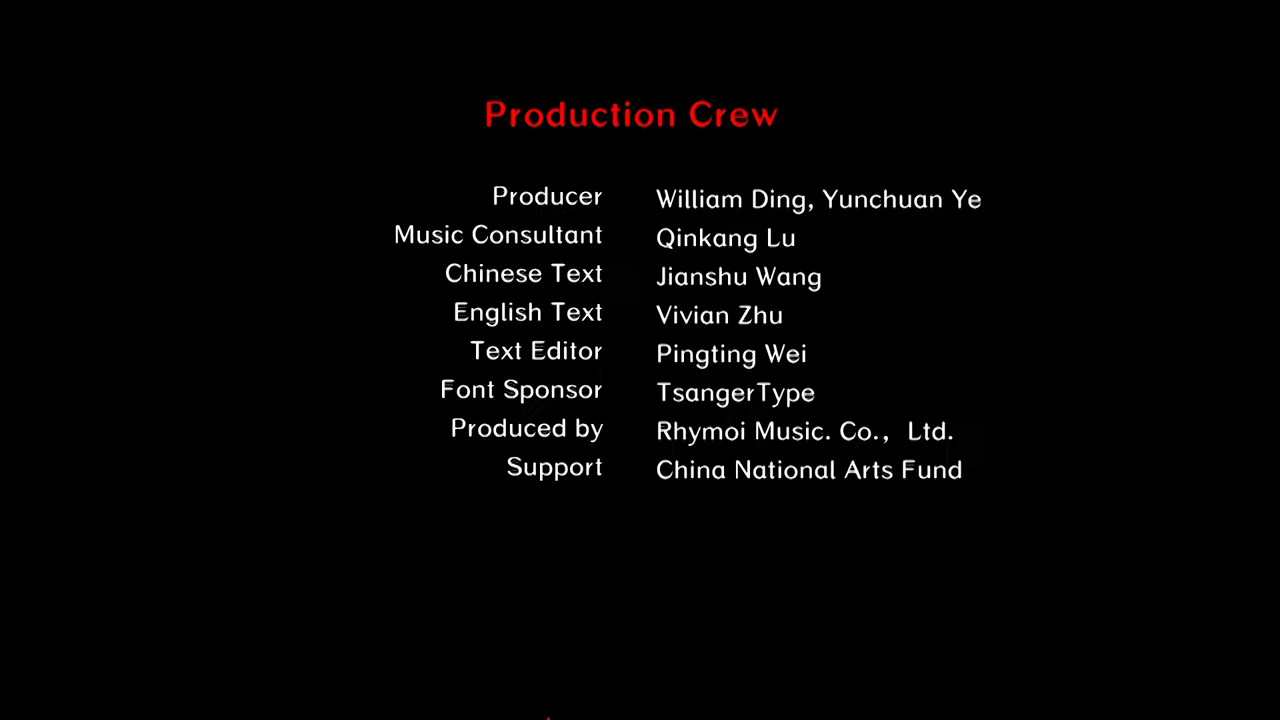 Production Crew
Producer William Ding, Yunchuan Ye
Music Consultant Qinkang Lu
Chinese Text Jianshu Wang
English Text Vivian Zhu
Text Editor Pingting Wei
Font Sponsor TsangerType
Produced by Rhymoi Music. Co.，Ltd.
Support China National Arts Fund